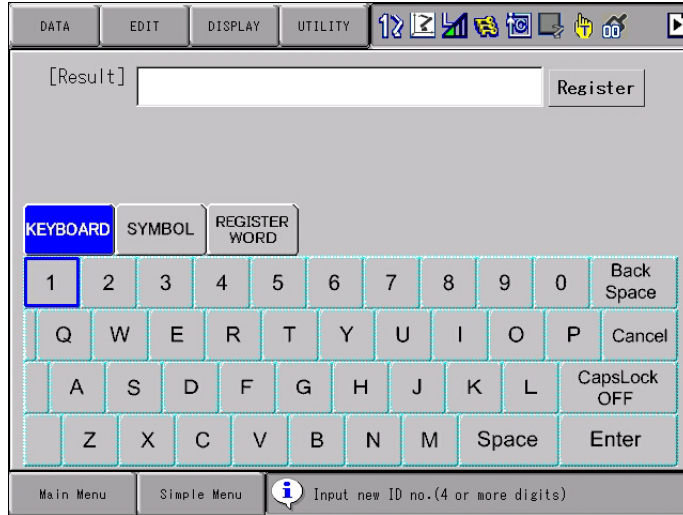 DATA EDIT DISPLAY UTILITY
[Result] Register
KEYBOARD SYMBOL REGISTER
WORD
1 2 3 4 5 6 7 8 9 0 Back
Space
Q W E R T Y U I O P Cancel
A S D F G H J K L CapsLock
OFF
Z X C V B N M Space Enter
Main Menu Simple Menu Input new ID no.(4 or more digits)